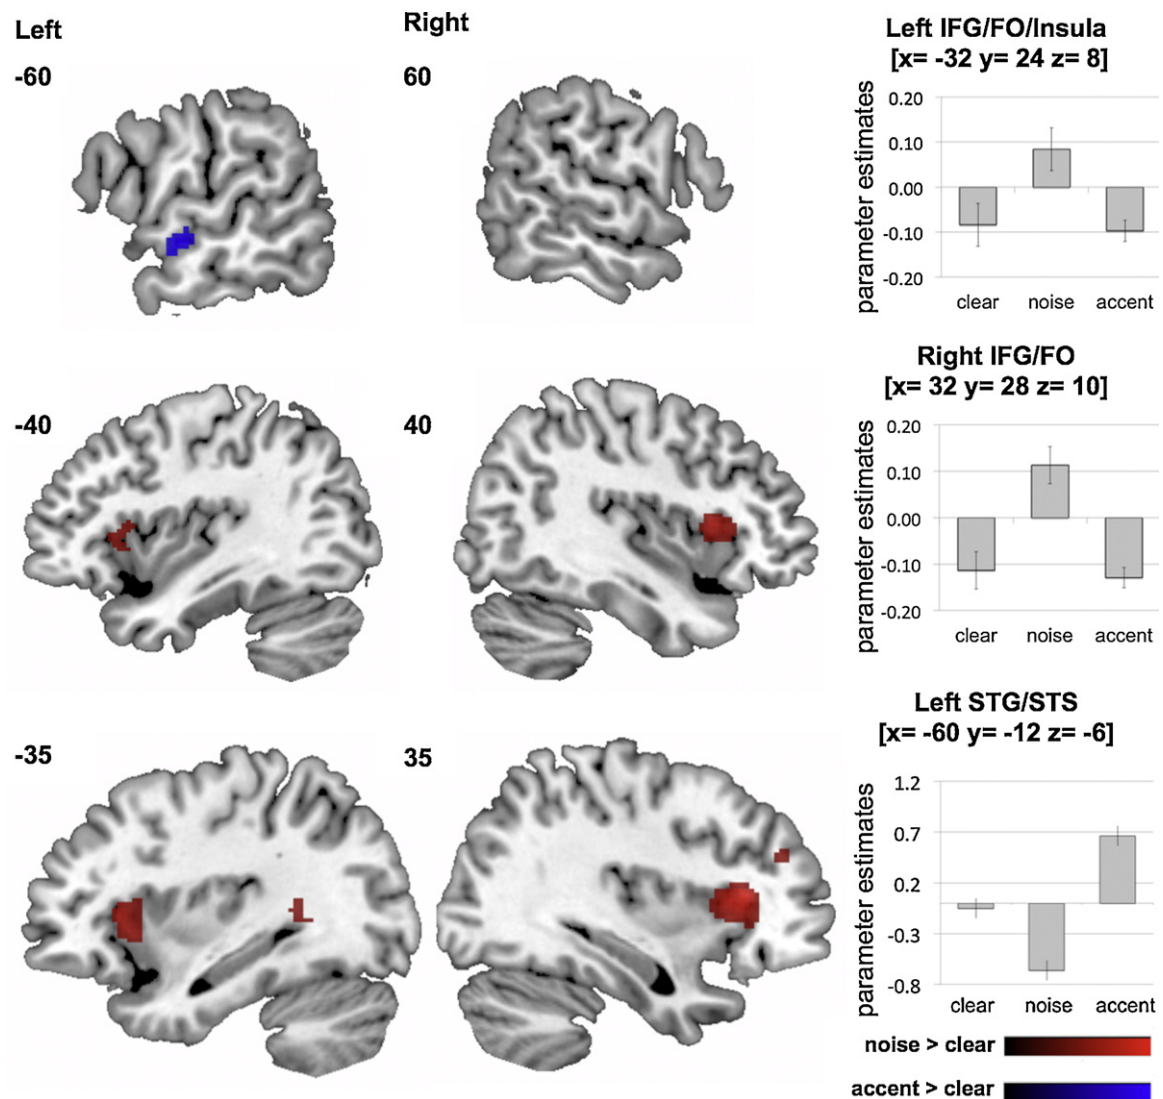 Left
Right
-60
60
Left IFG/FO/Insula
[x= -32 y= 24 z= 8]
parameter estimates
0.20
0.10
0.00
-0.10
-0.20
clear noise accent
-40
40
Right IFG/FO
[x= 32 y= 28 z= 10]
parameter estimates
0.20
0.10
0.00
-0.10
-0.20
clear noise accent
-35
35
Left STG/STS
[x= -60 y= -12 z= -6]
parameter estimates
1.2
0.7
0.2
-0.3
-0.8
clear noise accent
noise > clear
accent > clear